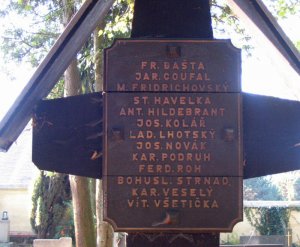 FR. BAŠTA
JAR. COUFAL
M. FRIDRICHOVSKÝ
ST. HAVELKA
ANT. HILDEBRANT
JOS. KOLÁŘ
LAD. LHOTSKÝ
JOS. NOVÁK
KAR. PODRUH
FERD. ROH
BOHUSL. STRNAD
KAR. VESELÝ
VÍT. VŠETIČKA